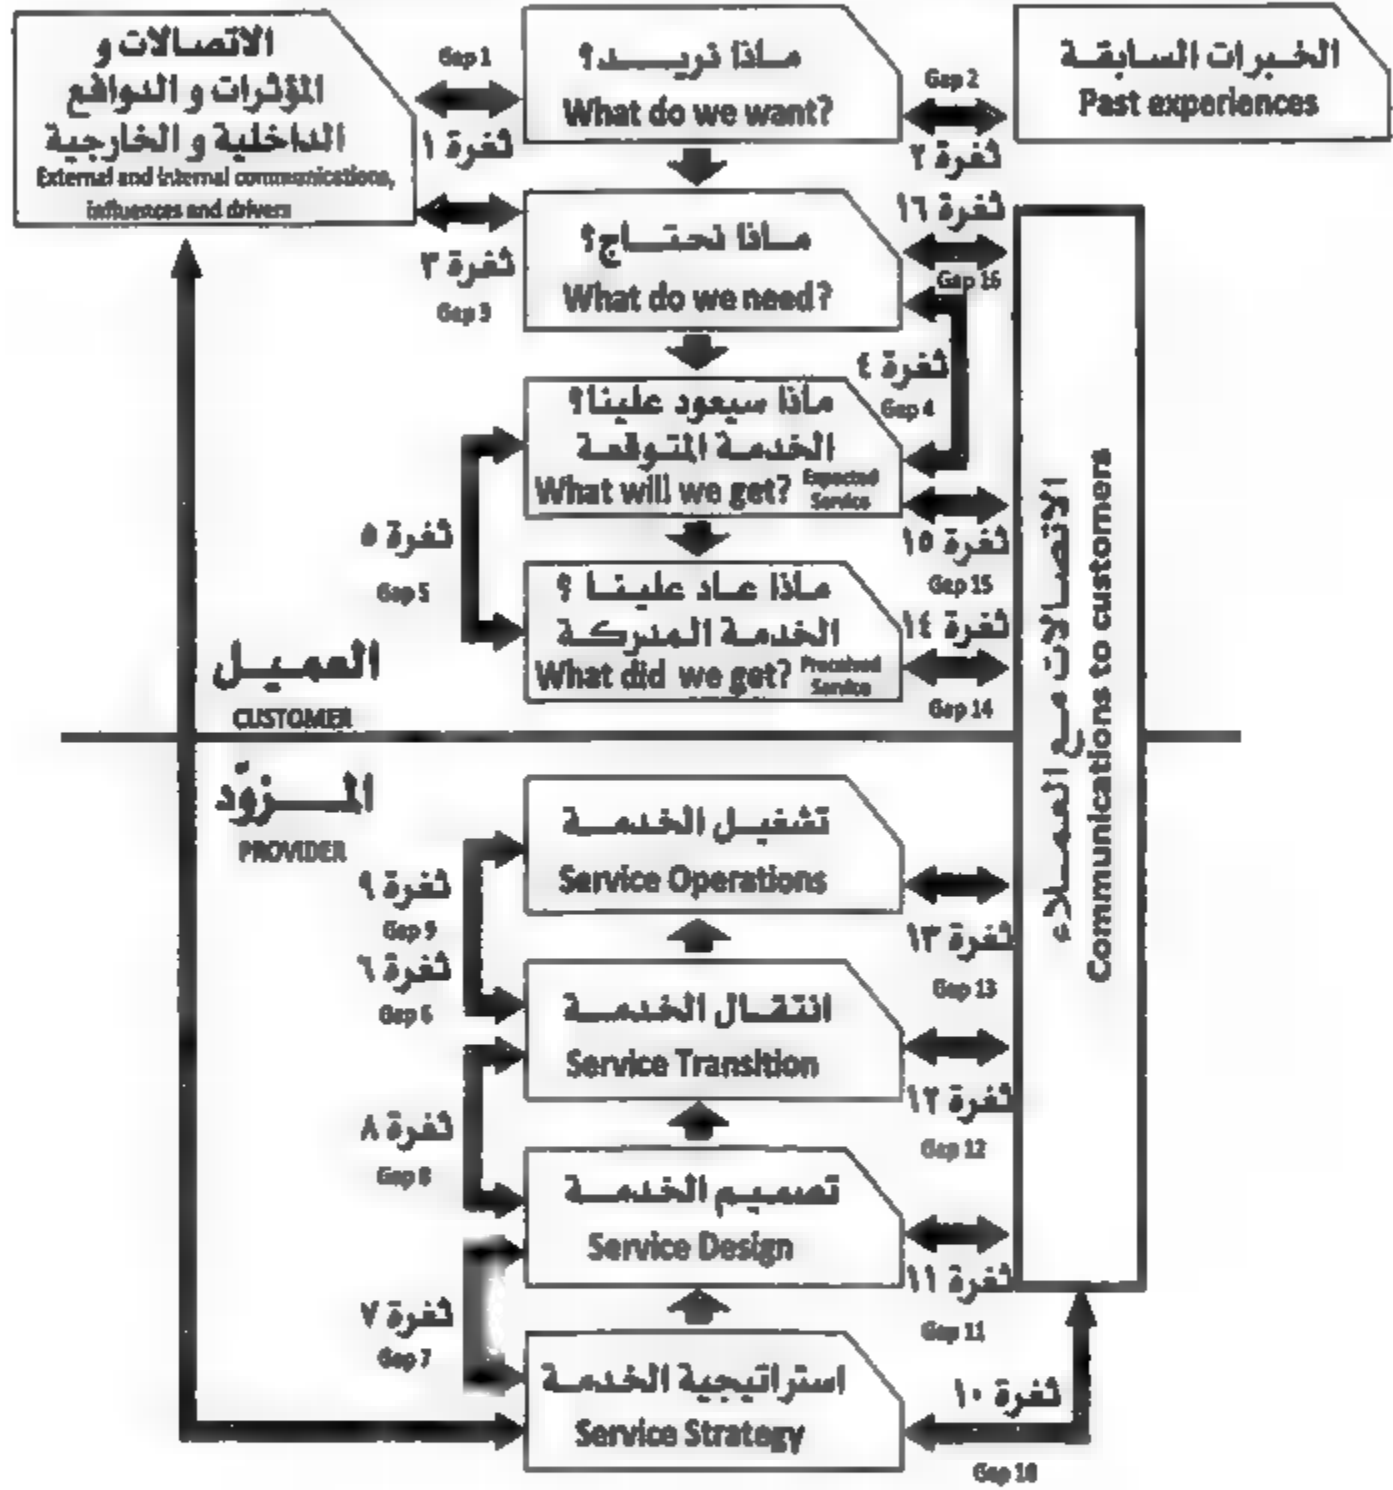 الاتصالات و
المؤثرات و الدوافع
الداخلية و الخارجية
External and internal communications,
influences and drivers
Gap 1
ثغرة ١
ماذا نريد؟
What do we want?
Gap 2
ثغرة ٢
الخبرات السابقة
Past experiences
ثغرة ٣
Gap 3
ماذا نحتاج؟
What do we need?
ثغرة ١٦
Gap 16
ثغرة ٤
Gap 4
ماذا سيعود علينا؟
الخدمة المتوقعة
What will we get? Expected
Service
ثغرة ٥
Gap 5
ثغرة ١٥
Gap 15
ماذا عاد علينا ؟
الخدمة المدركة
What did we get? Preceived
Service
ثغرة ١٤
Gap 14
العميل
CUSTOMER
المزوّد
PROVIDER
الاتصالات مع العملاء
Communications to customers
تشغيل الخدمة
Service Operations
ثغرة ٩
Gap 9
ثغرة ٦
Gap 6
ثغرة ١٣
Gap 13
انتقال الخدمة
Service Transition
ثغرة ١٢
Gap 12
ثغرة ٨
Gap 8
تصميم الخدمة
Service Design
ثغرة ١١
Gap 11
ثغرة ٧
Gap 7
استراتيجية الخدمة
Service Strategy
ثغرة ١٠
Gap 10